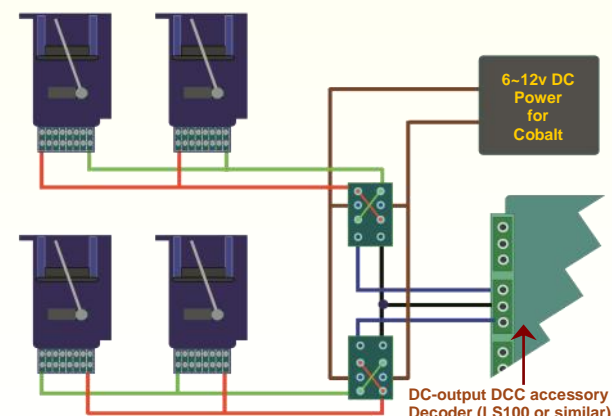 6~12v DC
Power
for
Cobalt
DC-output DCC accessory
Decoder (LS100 or similar)